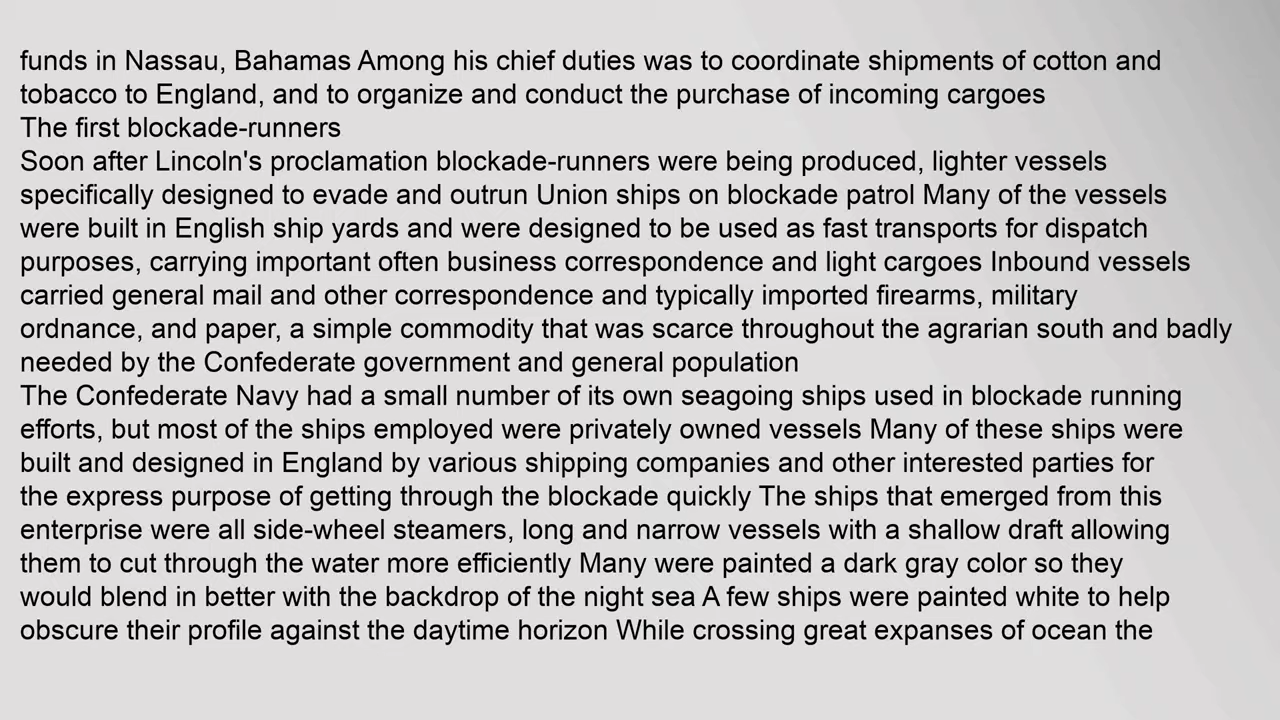 funds in Nassau, Bahamas Among his chief duties was to coordinate shipments of cotton and
tobacco to England, and to organize and conduct the purchase of incoming cargoes
The first blockade-runners
Soon after Lincoln's proclamation blockade-runners were being produced, lighter vessels
specifically designed to evade and outrun Union ships on blockade patrol Many of the vessels
were built in English ship yards and were designed to be used as fast transports for dispatch
purposes, carrying important often business correspondence and light cargoes Inbound vessels
carried general mail and other correspondence and typically imported firearms, military
ordnance, and paper, a simple commodity that was scarce throughout the agrarian south and badly
needed by the Confederate government and general population
The Confederate Navy had a small number of its own seagoing ships used in blockade running
efforts, but most of the ships employed were privately owned vessels Many of these ships were
built and designed in England by various shipping companies and other interested parties for
the express purpose of getting through the blockade quickly The ships that emerged from this
enterprise were all side-wheel steamers, long and narrow vessels with a shallow draft allowing
them to cut through the water more efficiently Many were painted a dark gray color so they
would blend in better with the backdrop of the night sea A few ships were painted white to help
obscure their profile against the daytime horizon While crossing great expanses of ocean the